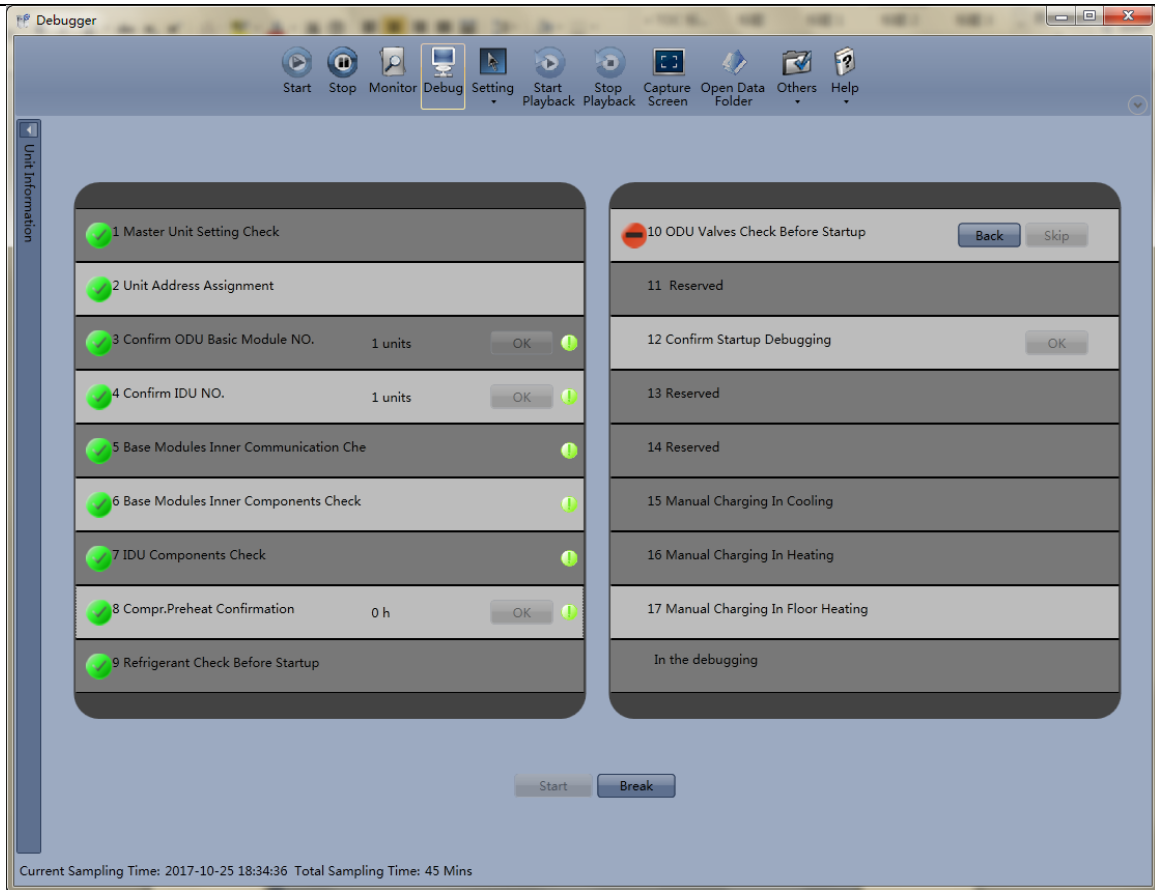 Debugger
Start Stop Monitor Debug Setting Start Playback Stop Playback Capture Screen Open Data Folder Others Help
Unit Information
1 Master Unit Setting Check
2 Unit Address Assignment
3 Confirm ODU Basic Module NO. 1 units OK
4 Confirm IDU NO. 1 units OK
5 Base Modules Inner Communication Che
6 Base Modules Inner Components Check
7 IDU Components Check
8 Compr.Preheat Confirmation 0 h OK
9 Refrigerant Check Before Startup
10 ODU Valves Check Before Startup Back Skip
11 Reserved
12 Confirm Startup Debugging OK
13 Reserved
14 Reserved
15 Manual Charging In Cooling
16 Manual Charging In Heating
17 Manual Charging In Floor Heating
In the debugging
Start Break
Current Sampling Time: 2017-10-25 18:34:36 Total Sampling Time: 45 Mins